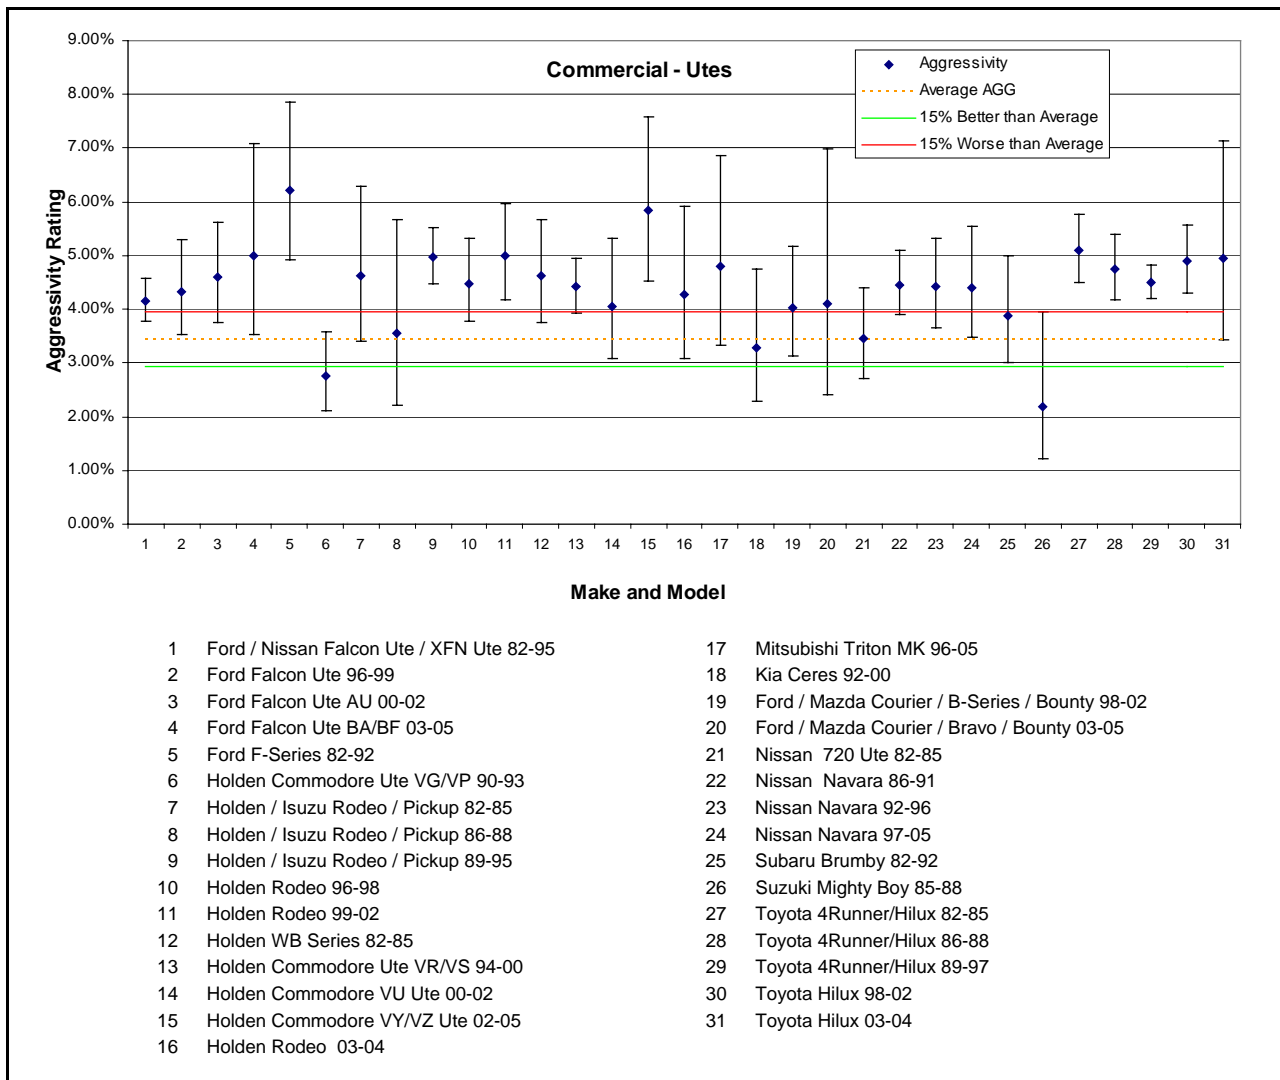 Commercial - Utes
Aggressivity
Average AGG
15% Better than Average
15% Worse than Average
Aggressivity Rating
9.00%
8.00%
7.00%
6.00%
5.00%
4.00%
3.00%
2.00%
1.00%
0.00%
1 2 3 4 5 6 7 8 9 10 11 12 13 14 15 16 17 18 19 20 21 22 23 24 25 26 27 28 29 30 31
Make and Model
1 Ford / Nissan Falcon Ute / XFN Ute 82-95
2 Ford Falcon Ute 96-99
3 Ford Falcon Ute AU 00-02
4 Ford Falcon Ute BA/BF 03-05
5 Ford F-Series 82-92
6 Holden Commodore Ute VG/VP 90-93
7 Holden / Isuzu Rodeo / Pickup 82-85
8 Holden / Isuzu Rodeo / Pickup 86-88
9 Holden / Isuzu Rodeo / Pickup 89-95
10 Holden Rodeo 96-98
11 Holden Rodeo 99-02
12 Holden WB Series 82-85
13 Holden Commodore Ute VR/VS 94-00
14 Holden Commodore VU Ute 00-02
15 Holden Commodore VY/VZ Ute 02-05
16 Holden Rodeo 03-04
17 Mitsubishi Triton MK 96-05
18 Kia Ceres 92-00
19 Ford / Mazda Courier / B-Series / Bounty 98-02
20 Ford / Mazda Courier / Bravo / Bounty 03-05
21 Nissan 720 Ute 82-85
22 Nissan Navara 86-91
23 Nissan Navara 92-96
24 Nissan Navara 97-05
25 Subaru Brumby 82-92
26 Suzuki Mighty Boy 85-88
27 Toyota 4Runner/Hilux 82-85
28 Toyota 4Runner/Hilux 86-88
29 Toyota 4Runner/Hilux 89-97
30 Toyota Hilux 98-02
31 Toyota Hilux 03-04